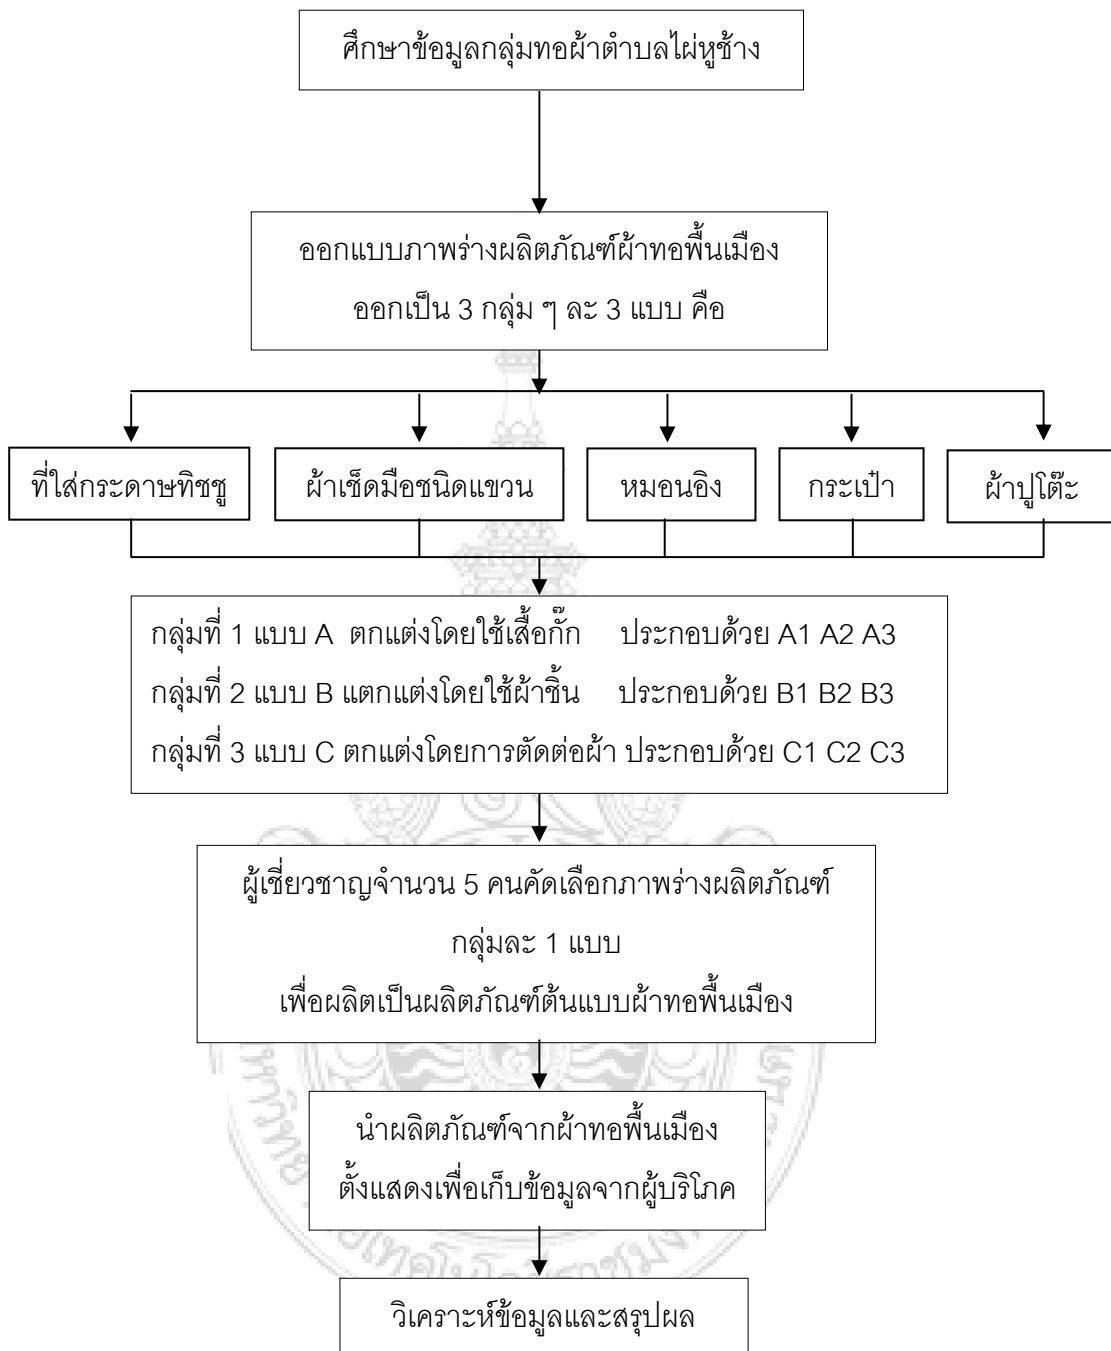 ศึกษาข้อมูลกลุ่มทอผ้าตำบลไผ่หูช้าง
ออกแบบภาพร่างผลิตภัณฑ์ผ้าทอพื้นเมือง
ออกเป็น 3 กลุ่ม ๆ ละ 3 แบบ คือ
ที่ใส่กระดาษทิชชู
ผ้าเช็ดมือชนิดแขวน
หมอนอิง
กระเป๋า
ผ้าปูโต๊ะ
กลุ่มที่ 1 แบบ A ตกแต่งโดยใช้เสื้อกั๊ก ประกอบด้วย A1 A2 A3
กลุ่มที่ 2 แบบ B แตกแต่งโดยใช้ผ้าซิ้น ประกอบด้วย B1 B2 B3
กลุ่มที่ 3 แบบ C ตกแต่งโดยการตัดต่อผ้า ประกอบด้วย C1 C2 C3
ผู้เชี่ยวชาญจำนวน 5 คนคัดเลือกภาพร่างผลิตภัณฑ์
กลุ่มละ 1 แบบ
เพื่อผลิตเป็นผลิตภัณฑ์ต้นแบบผ้าทอพื้นเมือง
นำผลิตภัณฑ์จากผ้าทอพื้นเมือง
ตั้งแสดงเพื่อเก็บข้อมูลจากผู้บริโภค
วิเคราะห์ข้อมูลและสรุปผล